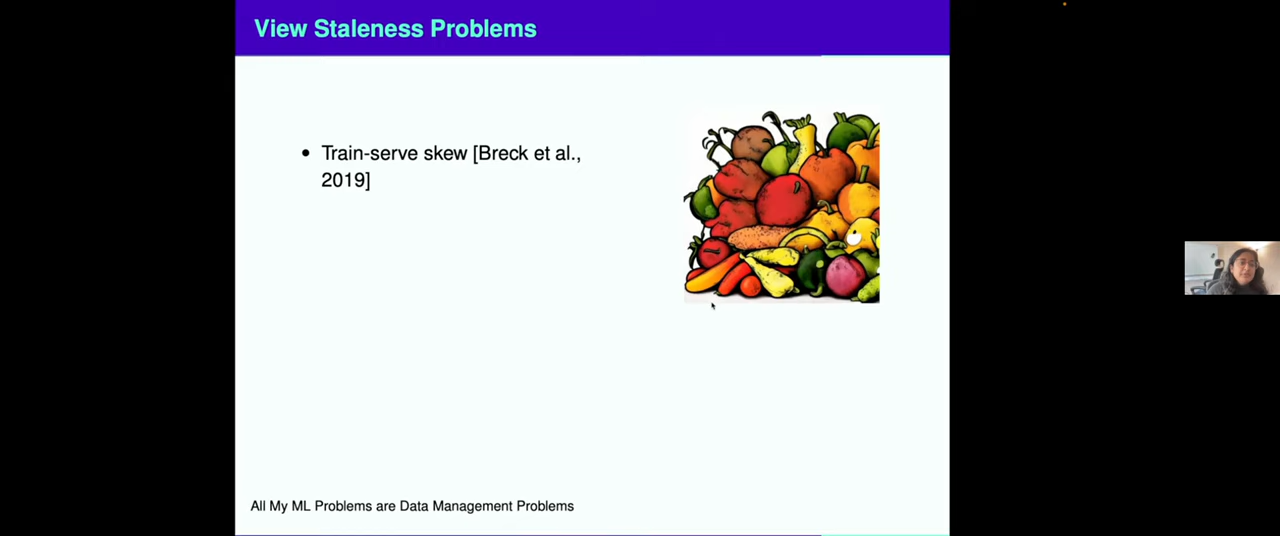 View Staleness Problems
• Train-serve skew [Breck et al.,
2019]
All My ML Problems are Data Management Problems